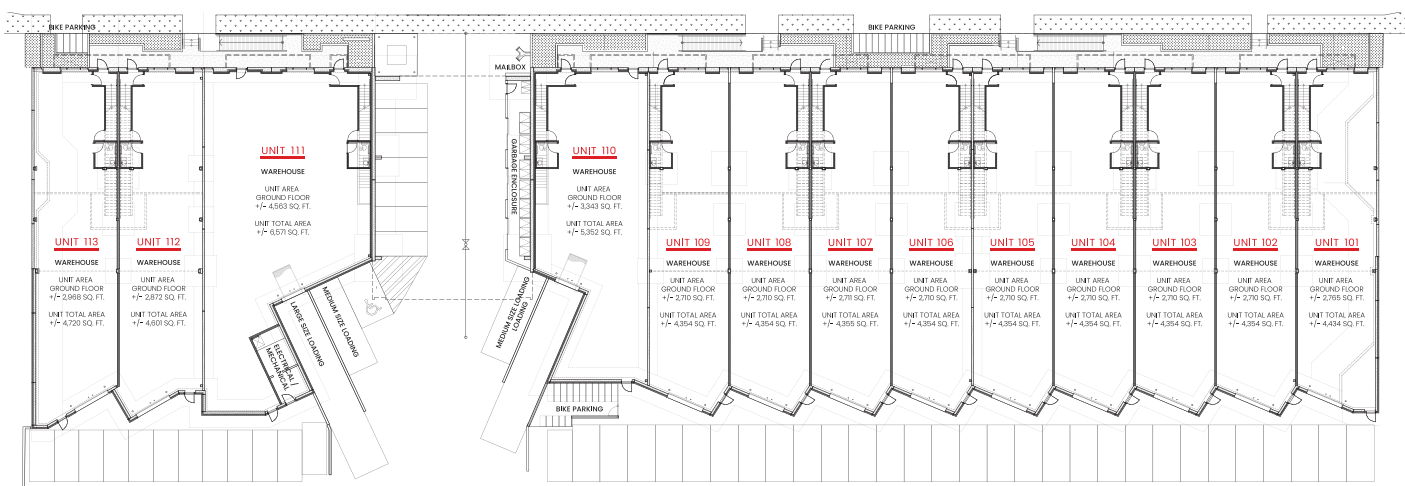 BIKE PARKING
BIKE PARKING
MAILBOX
GARBAGE ENCLOSURE
UNIT 111
WAREHOUSE
UNIT AREA
GROUND FLOOR
+/- 4,563 SQ. FT.
UNIT TOTAL AREA
+/- 6,571 SQ. FT.
UNIT 110
WAREHOUSE
UNIT AREA
GROUND FLOOR
+/- 3,343 SQ. FT.
UNIT TOTAL AREA
+/- 5,352 SQ. FT.
UNIT 113
WAREHOUSE
UNIT AREA
GROUND FLOOR
+/- 2,968 SQ. FT.
UNIT TOTAL AREA
+/- 4,720 SQ. FT.
UNIT 112
WAREHOUSE
UNIT AREA
GROUND FLOOR
+/- 2,872 SQ. FT.
UNIT TOTAL AREA
+/- 4,601 SQ. FT.
UNIT 109
WAREHOUSE
UNIT AREA
GROUND FLOOR
+/- 2,710 SQ. FT.
UNIT TOTAL AREA
+/- 4,354 SQ. FT.
UNIT 108
WAREHOUSE
UNIT AREA
GROUND FLOOR
+/- 2,710 SQ. FT.
UNIT TOTAL AREA
+/- 4,354 SQ. FT.
UNIT 107
WAREHOUSE
UNIT AREA
GROUND FLOOR
+/- 2,711 SQ. FT.
UNIT TOTAL AREA
+/- 4,355 SQ. FT.
UNIT 106
WAREHOUSE
UNIT AREA
GROUND FLOOR
+/- 2,710 SQ. FT.
UNIT TOTAL AREA
+/- 4,354 SQ. FT.
UNIT 105
WAREHOUSE
UNIT AREA
GROUND FLOOR
+/- 2,710 SQ. FT.
UNIT TOTAL AREA
+/- 4,354 SQ. FT.
UNIT 104
WAREHOUSE
UNIT AREA
GROUND FLOOR
+/- 2,710 SQ. FT.
UNIT TOTAL AREA
+/- 4,354 SQ. FT.
UNIT 103
WAREHOUSE
UNIT AREA
GROUND FLOOR
+/- 2,710 SQ. FT.
UNIT TOTAL AREA
+/- 4,354 SQ. FT.
UNIT 102
WAREHOUSE
UNIT AREA
GROUND FLOOR
+/- 2,710 SQ. FT.
UNIT TOTAL AREA
+/- 4,354 SQ. FT.
UNIT 101
WAREHOUSE
UNIT AREA
GROUND FLOOR
+/- 2,765 SQ. FT.
UNIT TOTAL AREA
+/- 4,434 SQ. FT.
MEDIUM SIZE LOADING
LARGE SIZE LOADING
MEDIUM SIZE LOADING
LOADING
ELECTRICAL /
MECHANICAL
BIKE PARKING